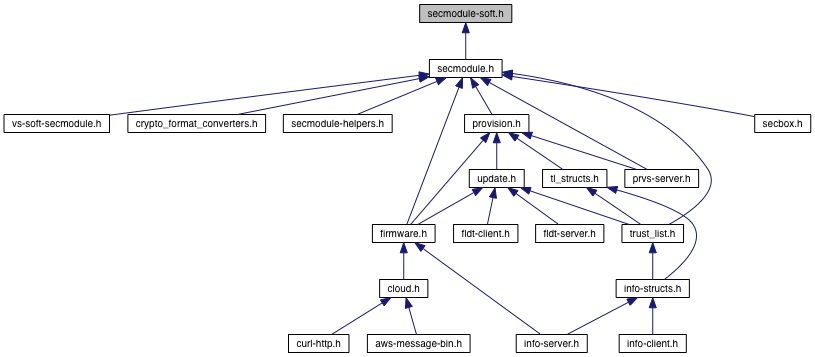 secmodule-soft.h
secmodule.h
vs-soft-secmodule.h
crypto_format_converters.h
secmodule-helpers.h
provision.h
secbox.h
update.h
tl_structs.h
prvs-server.h
firmware.h
fldt-client.h
fldt-server.h
trust_list.h
cloud.h
info-structs.h
curl-http.h
aws-message-bin.h
info-server.h
info-client.h